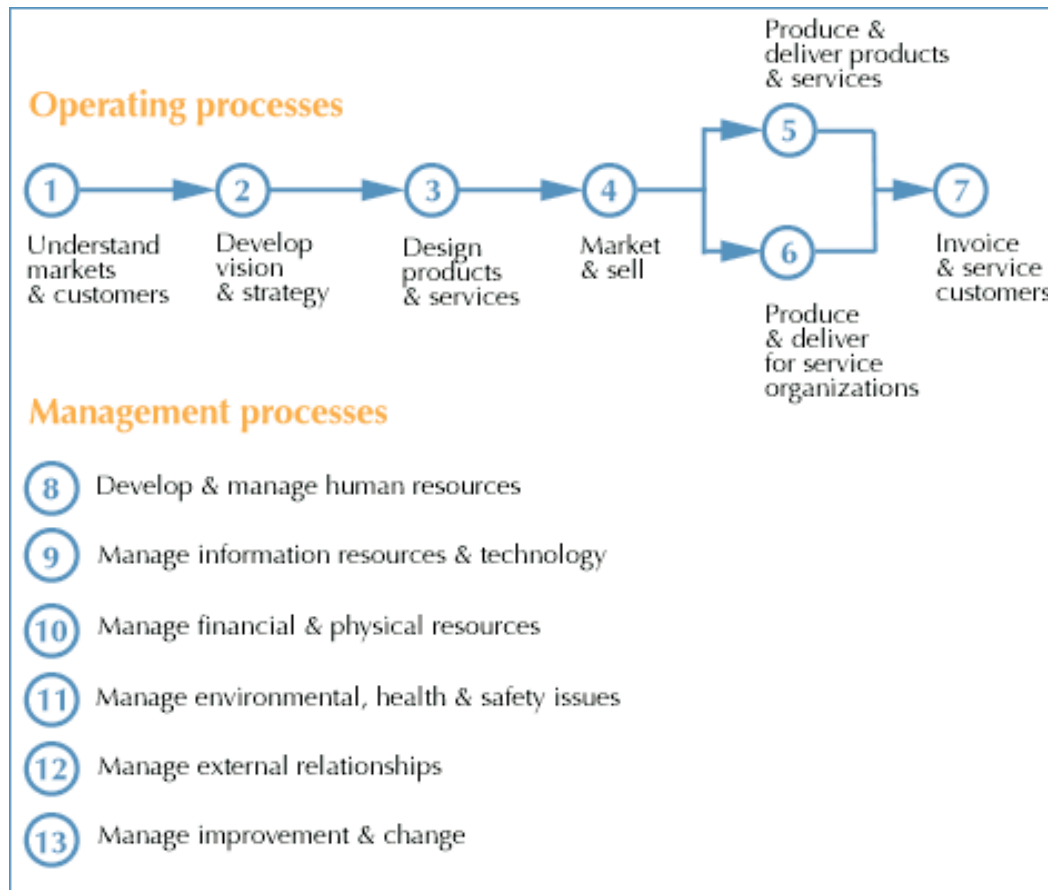 Operating processes
1
Understand
markets
& customers
2
Develop
vision
& strategy
3
Design
products
& services
4
Market
& sell
Produce &
deliver products
& services
5
6
Produce
& deliver
for service
organizations
7
Invoice
& service
customers
Management processes
8 Develop & manage human resources
9 Manage information resources & technology
10 Manage financial & physical resources
11 Manage environmental, health & safety issues
12 Manage external relationships
13 Manage improvement & change